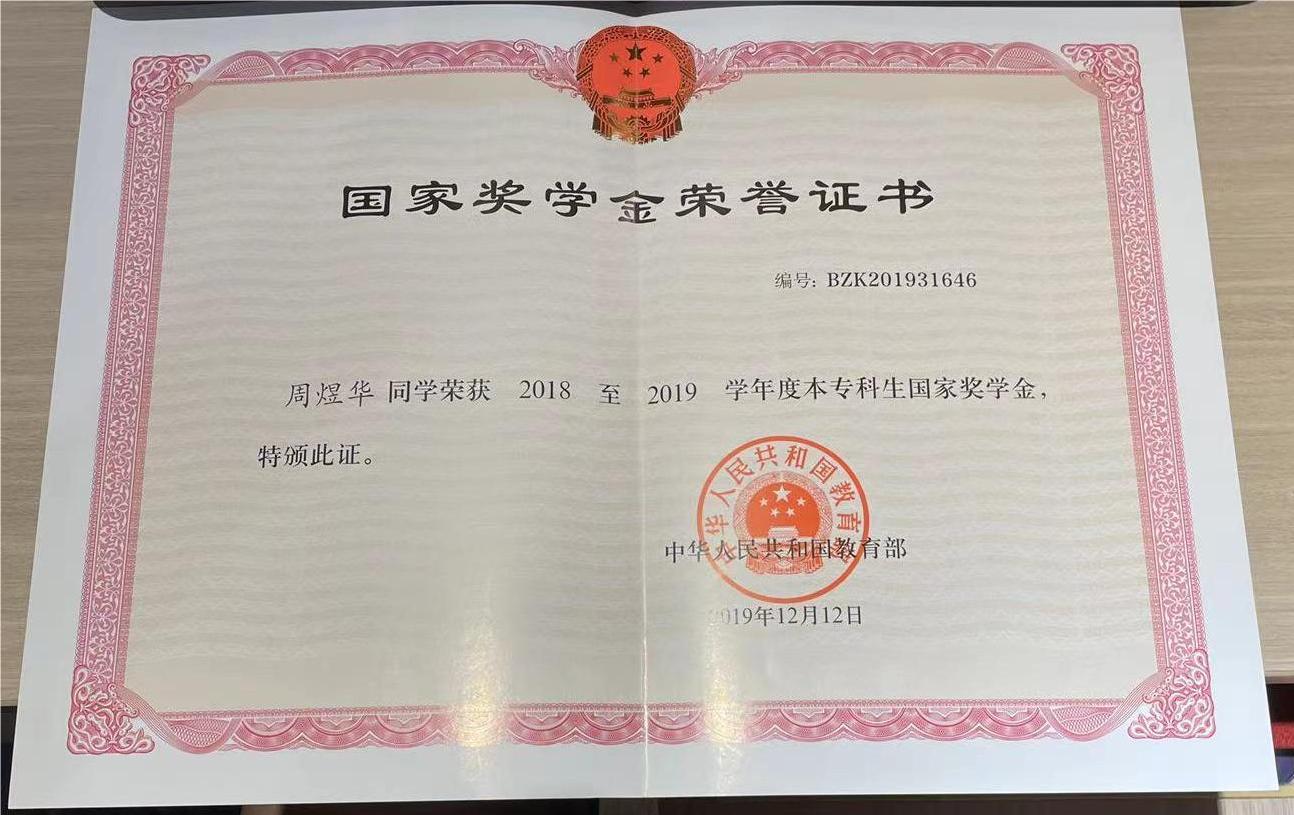 国家奖学金荣誉证书
编号：BZK201931646
周煜华 同学荣获 2018 至 2019 学年度本专科生国家奖学金，
特颁此证。
中华人民共和国教育部
中华人民共和国教育部
2019年12月12日